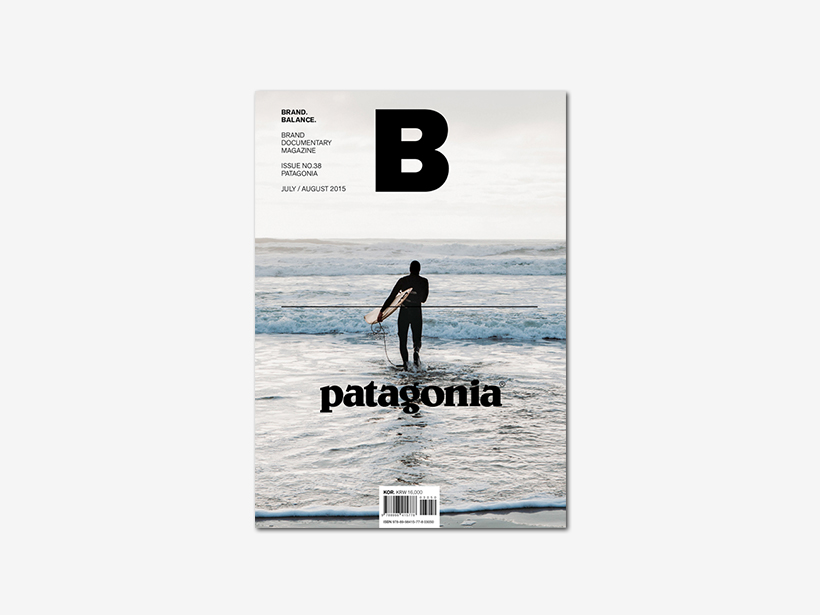 BRAND.
BALANCE.
BRAND
DOCUMENTARY
MAGAZINE
ISSUE NO.38
PATAGONIA
JULY / AUGUST 2015
B
patagonia®
KOR. KRW 16,000